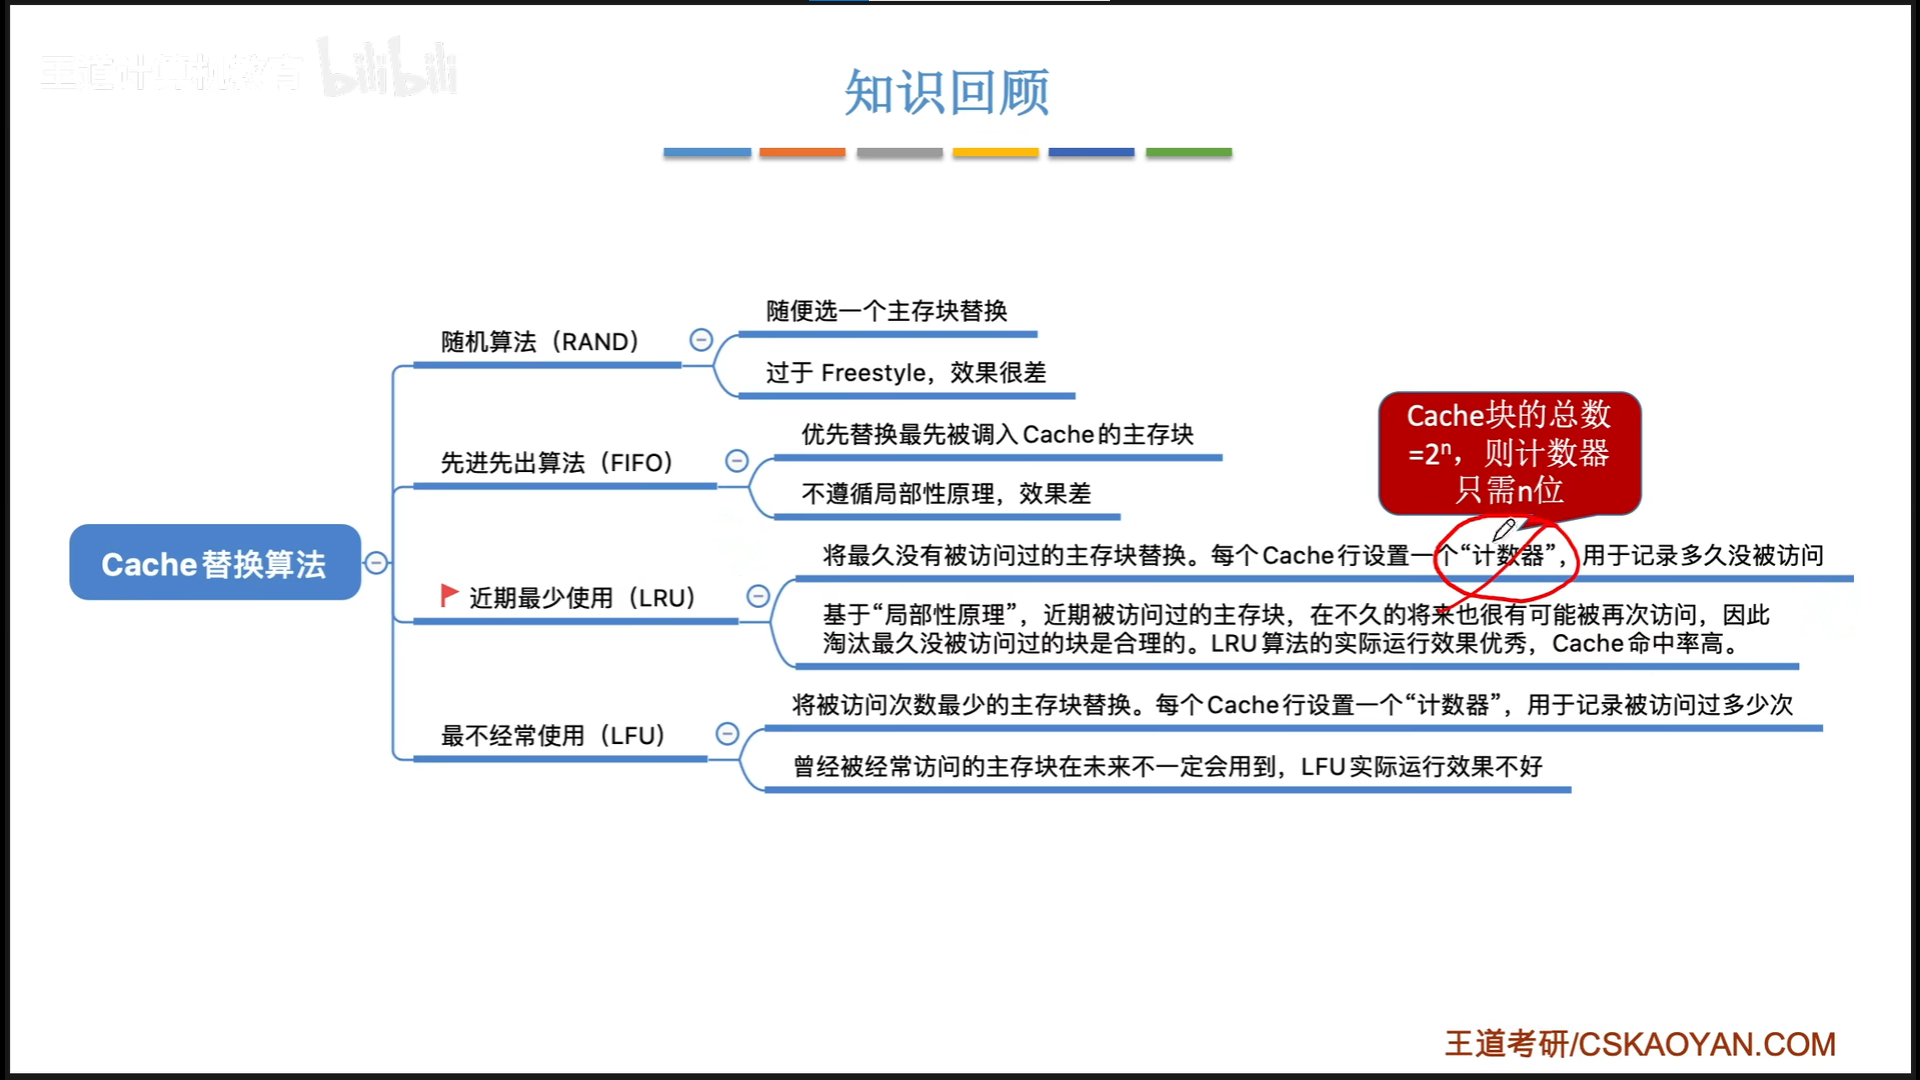 王道计算机教育 bilibili
知识回顾
随便选一个主存块替换
随机算法（RAND）
过于 Freestyle，效果很差
优先替换最先被调入Cache的主存块
先进先出算法（FIFO）
不遵循局部性原理，效果差
Cache块的总数
=2ⁿ，则计数器
只需n位
Cache替换算法
将最久没有被访问过的主存块替换。每个Cache行设置一个“计数器”，用于记录多久没被访问
近期最少使用（LRU）
基于“局部性原理”，近期被访问过的主存块，在不久的将来也很有可能被再次访问，因此
淘汰最久没被访问过的块是合理的。LRU算法的实际运行效果优秀，Cache命中率高。
将被访问次数最少的主存块替换。每个Cache行设置一个“计数器”，用于记录被访问过多少次
最不经常使用（LFU）
曾经被经常访问的主存块在未来不一定会用到，LFU实际运行效果不好
王道考研/CSKAOYAN.COM